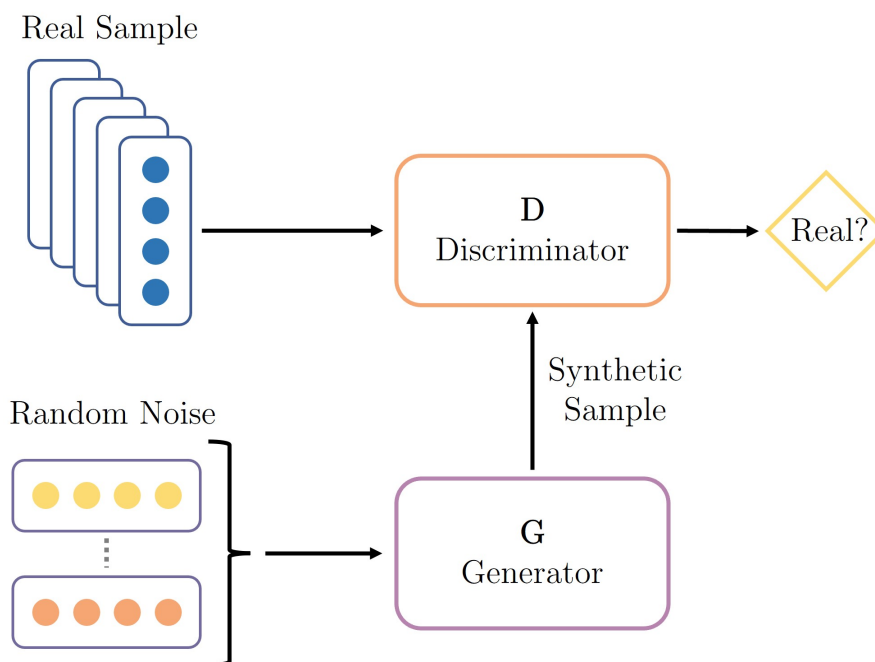 Real Sample
D
Discriminator
Real?
Synthetic
Sample
Random Noise
G
Generator